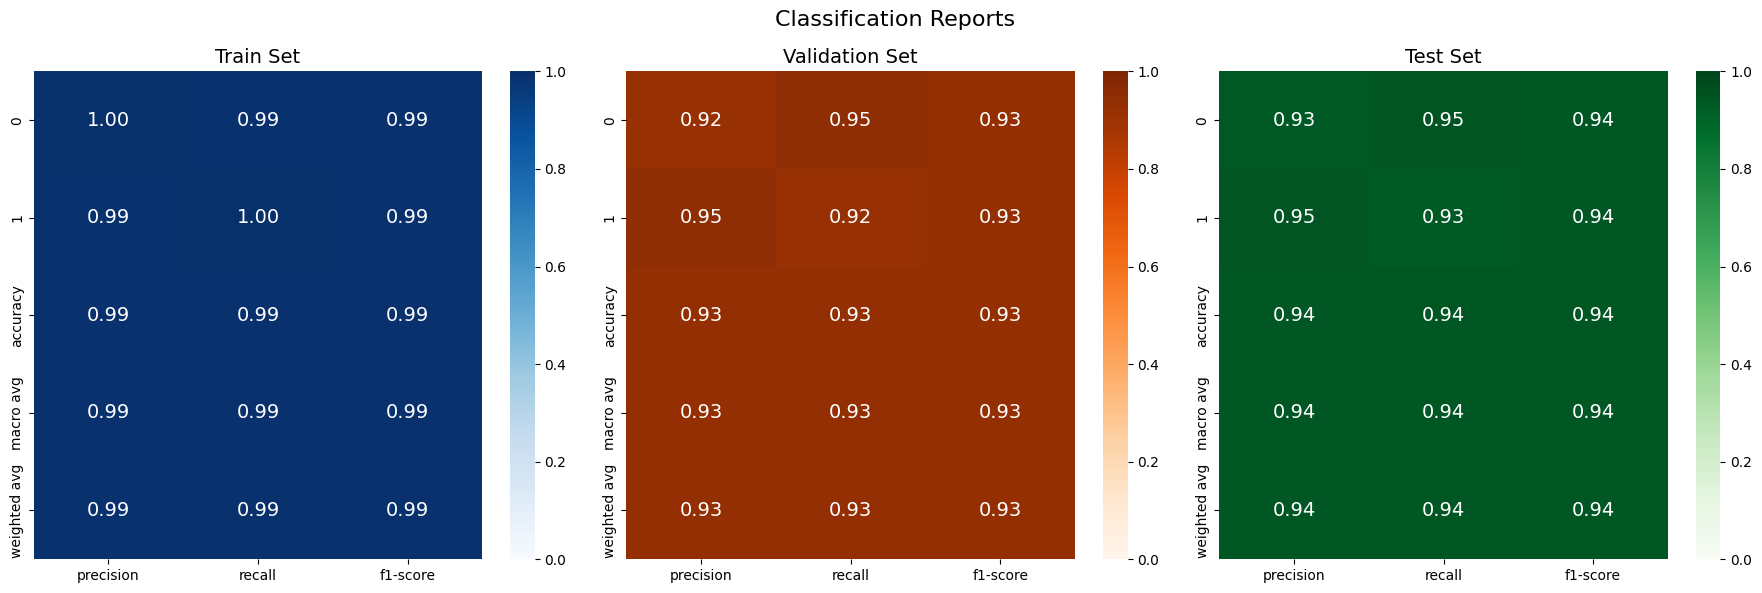 Classification Reports
Train Set
0
1.00 0.99 0.99
1
0.99 1.00 0.99
accuracy
0.99 0.99 0.99
macro avg
0.99 0.99 0.99
weighted avg
0.99 0.99 0.99
precision recall f1-score
1.0
0.8
0.6
0.4
0.2
0.0
Validation Set
0
0.92 0.95 0.93
1
0.95 0.92 0.93
accuracy
0.93 0.93 0.93
macro avg
0.93 0.93 0.93
weighted avg
0.93 0.93 0.93
precision recall f1-score
1.0
0.8
0.6
0.4
0.2
0.0
Test Set
0
0.93 0.95 0.94
1
0.95 0.93 0.94
accuracy
0.94 0.94 0.94
macro avg
0.94 0.94 0.94
weighted avg
0.94 0.94 0.94
precision recall f1-score
1.0
0.8
0.6
0.4
0.2
0.0